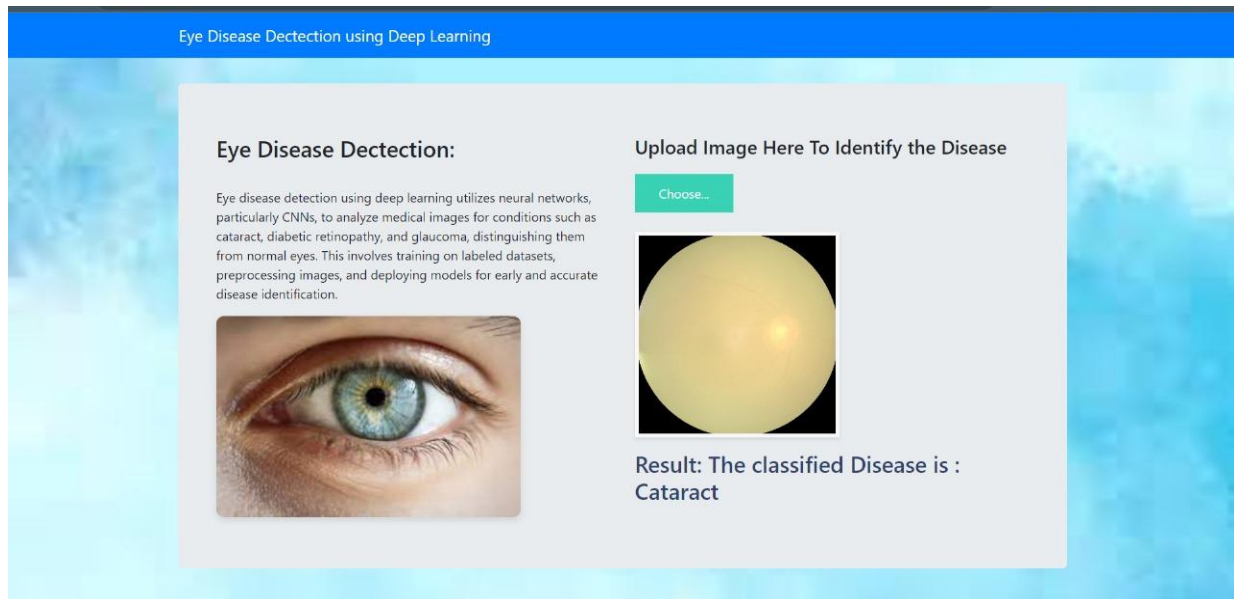 Eye Disease Dectection using Deep Learning
Eye Disease Dectection:
Eye disease detection using deep learning utilizes neural networks,
particularly CNNs, to analyze medical images for conditions such as
cataract, diabetic retinopathy, and glaucoma, distinguishing them
from normal eyes. This involves training on labeled datasets,
preprocessing images, and deploying models for early and accurate
disease identification.
Upload Image Here To Identify the Disease
Choose...
Result: The classified Disease is :
Cataract